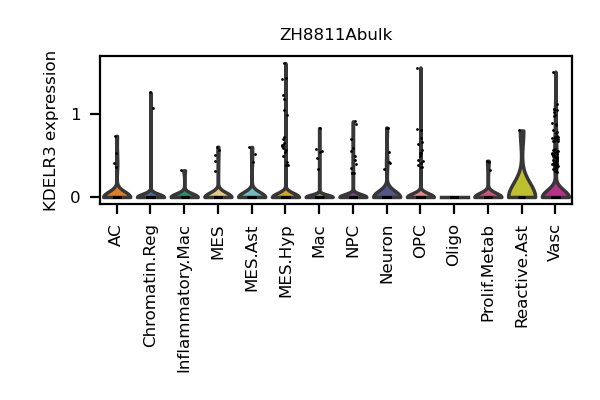 ZH8811Abulk
KDELR3 expression
1
0
AC
Chromatin.Reg
Inflammatory.Mac
MES
MES.Ast
MES.Hyp
Mac
NPC
Neuron
OPC
Oligo
Prolif.Metab
Reactive.Ast
Vasc